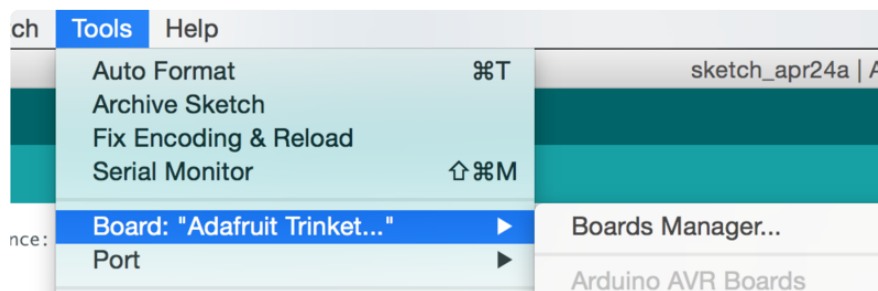 ch Tools Help
Auto Format ⌘T
sketch_apr24a | A
Archive Sketch
Fix Encoding & Reload
Serial Monitor ⇧⌘M
Board: "Adafruit Trinket..." ▶
Boards Manager...
nce:
Port ▶
Arduino AVR Boards